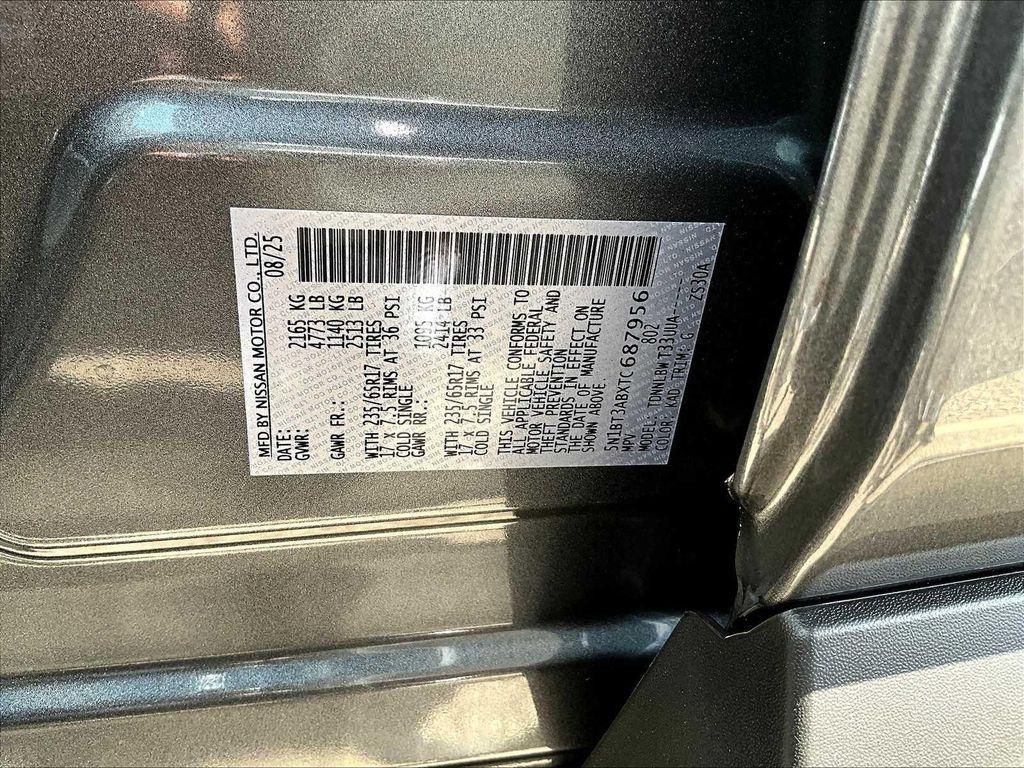 MFD BY NISSAN MOTOR CO., LTD.
DATE: 08/25
GVWR: 2165 KG
4773 LB
GAWR FR.: 1140 KG
2513 LB
WITH 235/65R17 TIRES
17 X 7.5 RIMS AT 36 PSI
COLD SINGLE
GAWR RR.: 1095 KG
2414 LB
WITH 235/65R17 TIRES
17 X 7.5 RIMS AT 33 PSI
COLD SINGLE
THIS VEHICLE CONFORMS TO
ALL APPLICABLE FEDERAL
MOTOR VEHICLE SAFETY AND
THEFT PREVENTION
STANDARDS IN EFFECT ON
THE DATE OF MANUFACTURE
SHOWN ABOVE.
5N1BT3ABXTC687956
MPV 802
MODEL: TDNNLBW T33UUA-----
COLOR: KAD TRIM: G ZS30A